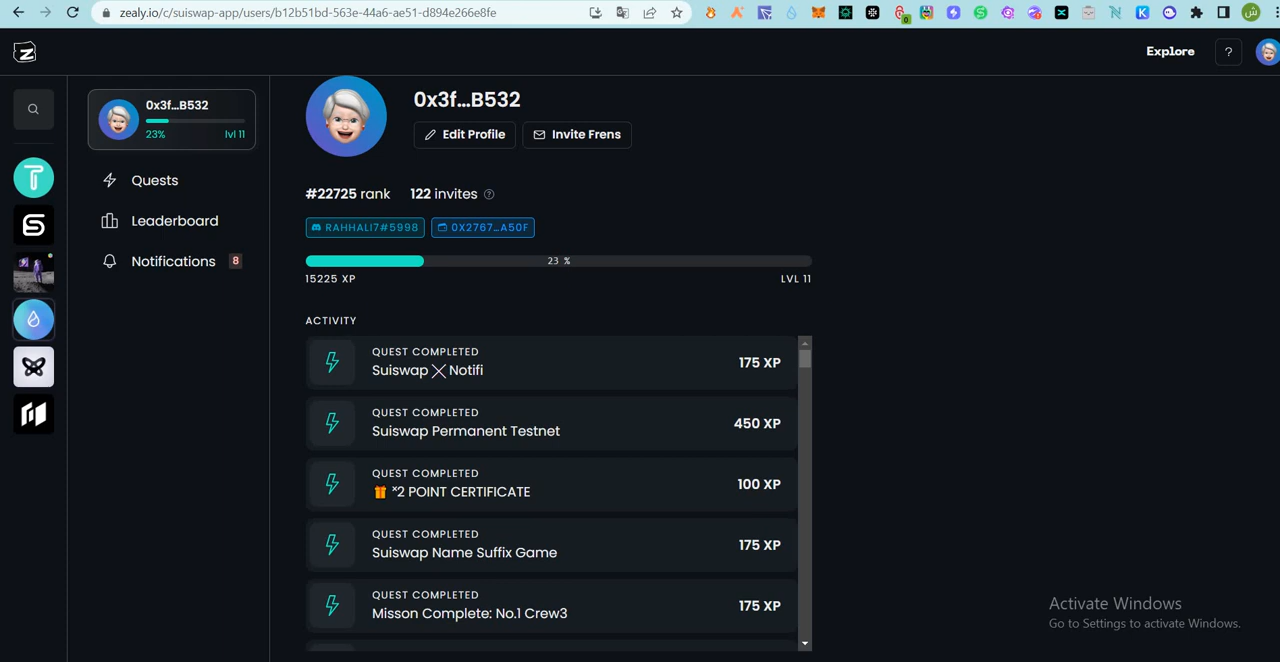 zealy.io/c/suiswap-app/users/b12b51bd-563e-44a6-ae51-d894e266e8fe
0
ش
Explore
?
0x3f...B532
23%
lvl 11
Quests
Leaderboard
Notifications
8
0x3f...B532
Edit Profile
Invite Frens
#22725 rank
122 invites
?
RAHHALI7#5998
0X2767...A50F
23 %
15225 XP
LVL 11
ACTIVITY
QUEST COMPLETED
Suiswap ╳ Notifi
175 XP
QUEST COMPLETED
Suiswap Permanent Testnet
450 XP
QUEST COMPLETED
🎁 ˣ2 POINT CERTIFICATE
100 XP
QUEST COMPLETED
Suiswap Name Suffix Game
175 XP
QUEST COMPLETED
Misson Complete: No.1 Crew3
175 XP
Activate Windows
Go to Settings to activate Windows.